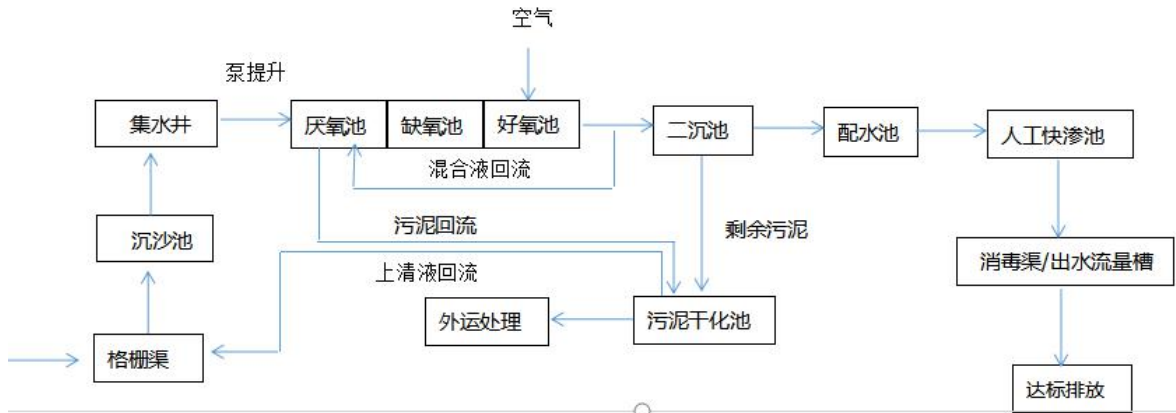 空气
泵提升
集水井
厌氧池
缺氧池
好氧池
二沉池
配水池
人工快渗池
混合液回流
沉沙池
污泥回流
剩余污泥
上清液回流
消毒渠/出水流量槽
外运处理
污泥干化池
格栅渠
达标排放